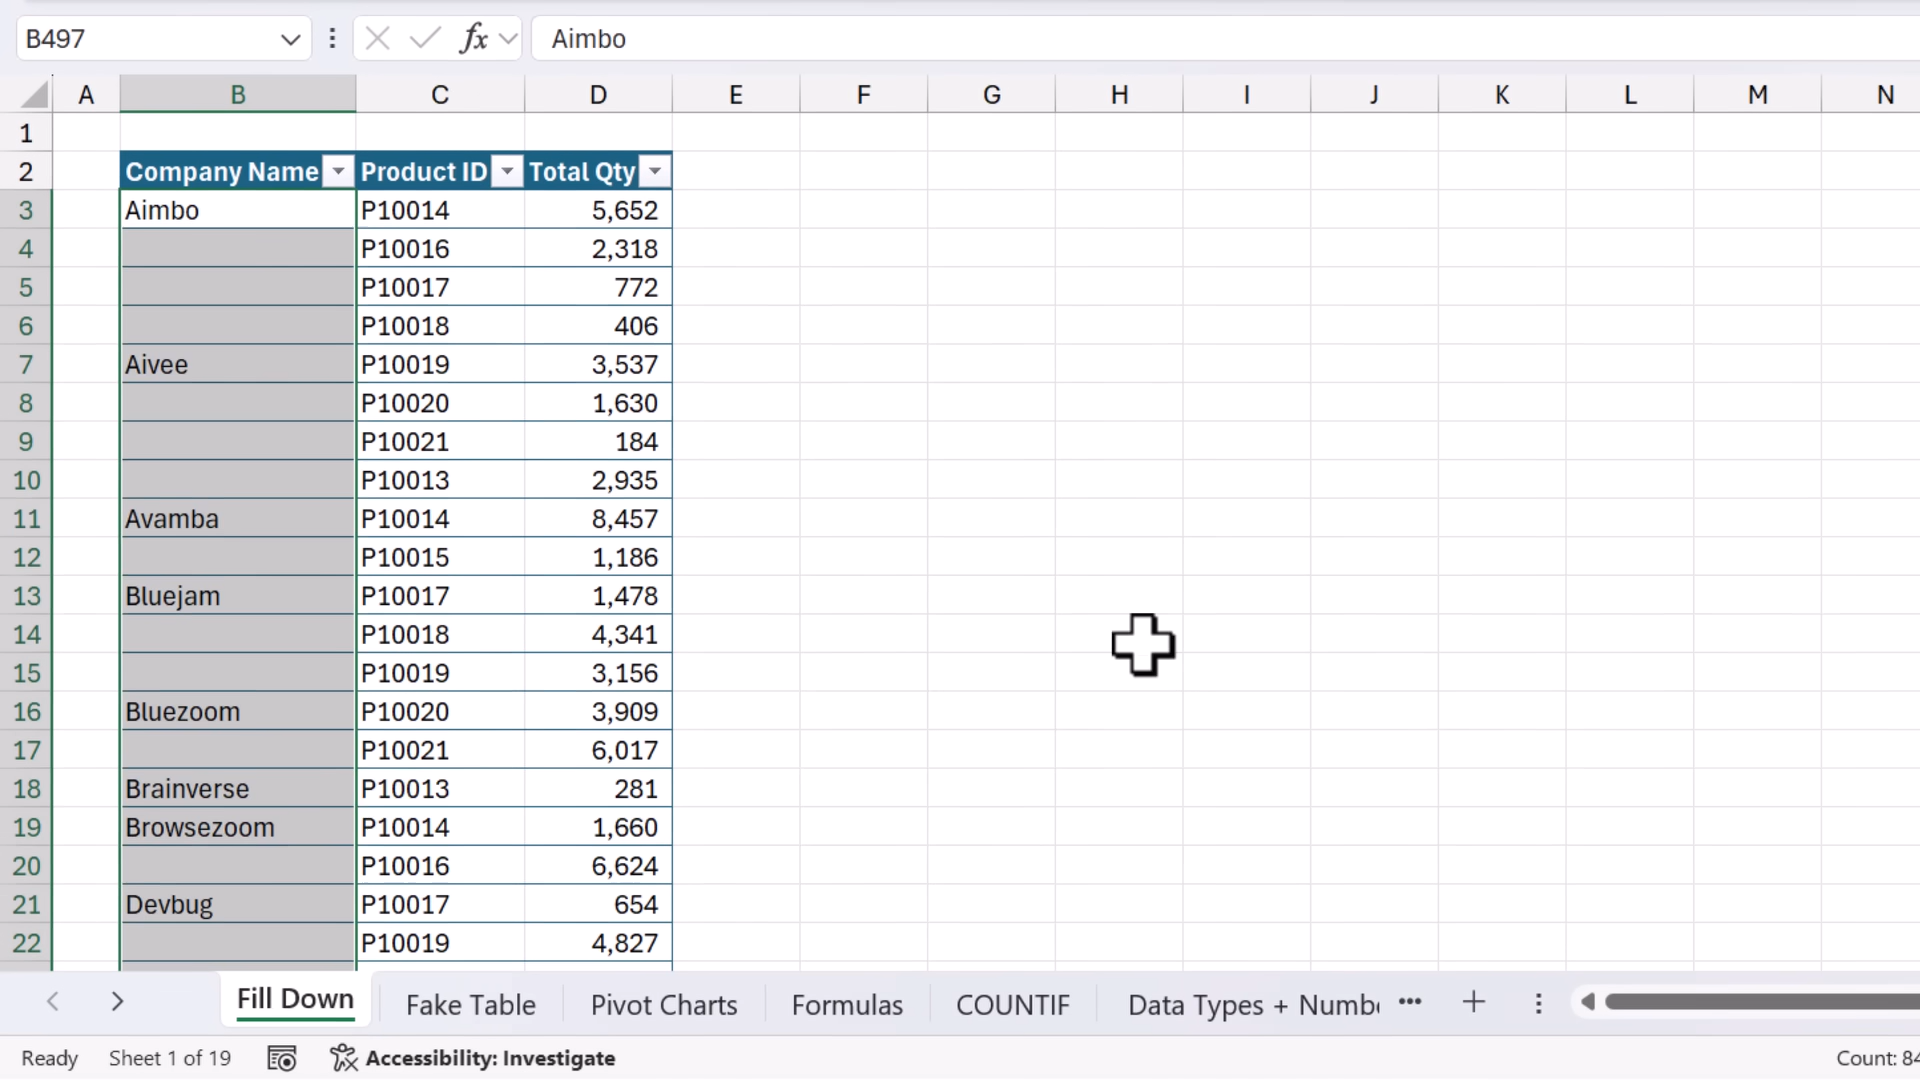 B497 fx Aimbo
A B C D E F G H I J K L M N
1
2 Company Name Product ID Total Qty
3 Aimbo P10014 5,652
4 P10016 2,318
5 P10017 772
6 P10018 406
7 Aivee P10019 3,537
8 P10020 1,630
9 P10021 184
10 P10013 2,935
11 Avamba P10014 8,457
12 P10015 1,186
13 Bluejam P10017 1,478
14 P10018 4,341
15 P10019 3,156
16 Bluezoom P10020 3,909
17 P10021 6,017
18 Brainverse P10013 281
19 Browsezoom P10014 1,660
20 P10016 6,624
21 Devbug P10017 654
22 P10019 4,827
Fill Down Fake Table Pivot Charts Formulas COUNTIF Data Types + Numb
Ready Sheet 1 of 19 Accessibility: Investigate Count: 84